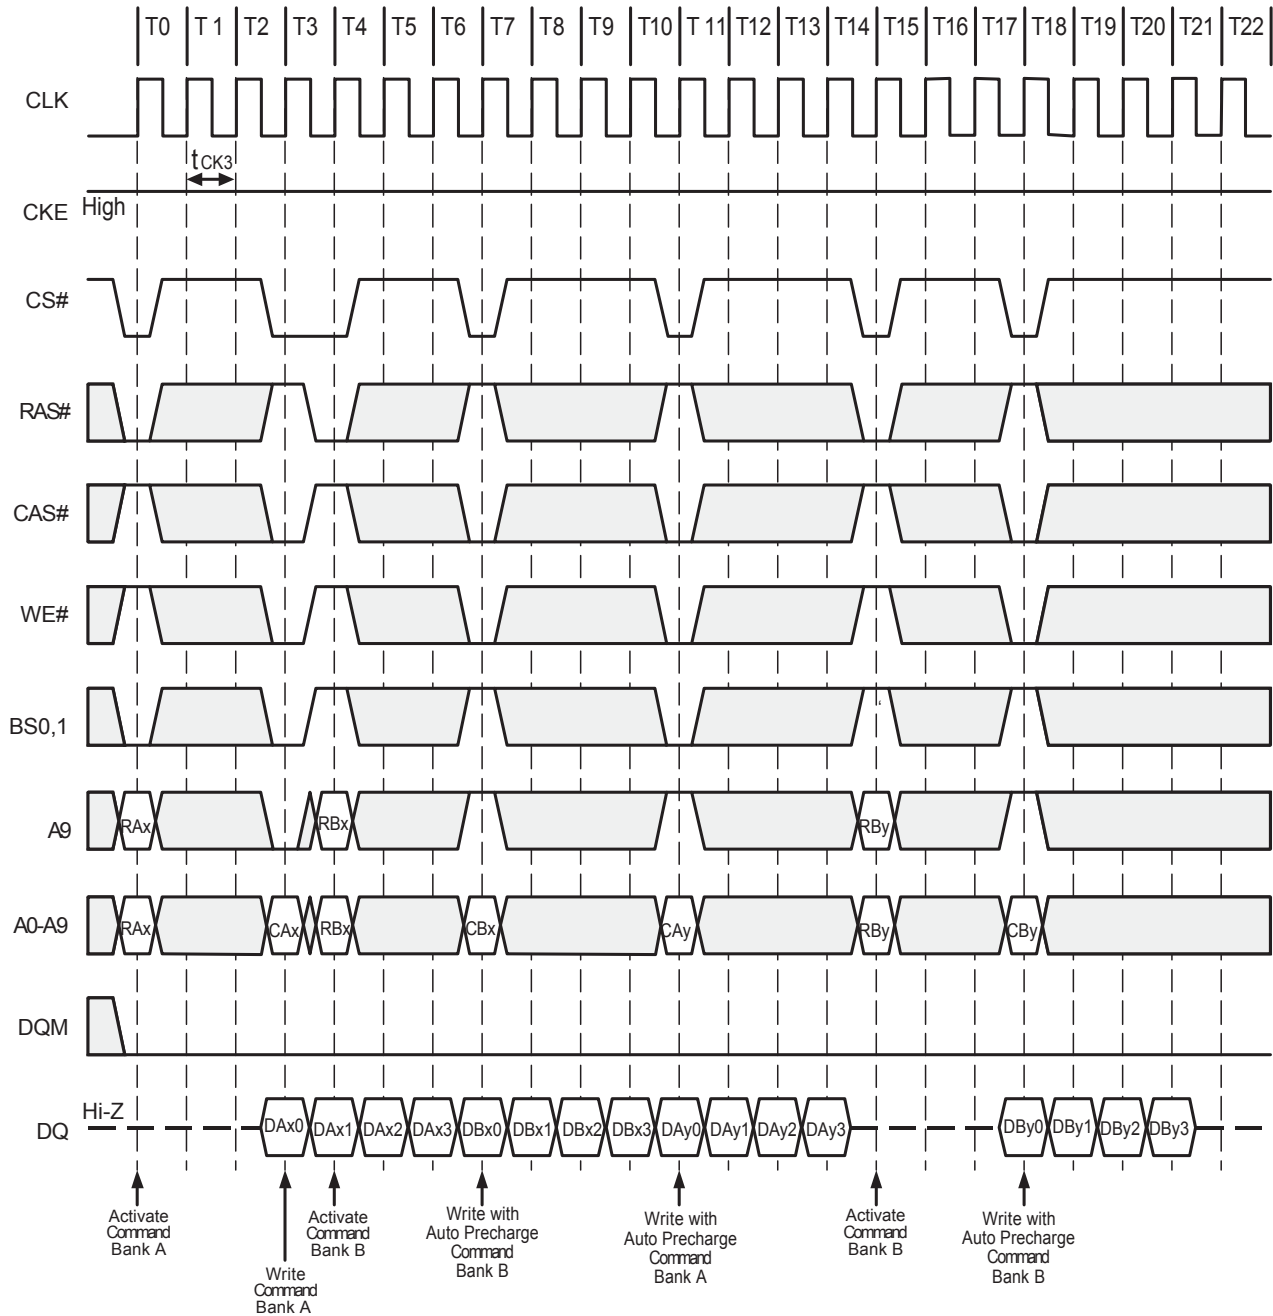 T0 T 1 T2 T3 T4 T5 T6 T7 T8 T9 T10 T 11 T12 T13 T14 T15 T16 T17 T18 T19 T20 T21 T22
CLK
tCK3
CKE High
CS#
RAS#
CAS#
WE#
BS0,1
A9 RAx RBx RBy
A0-A9 RAx CAx RBx CBx CAy RBy CBy
DQM
Hi-Z
DQ DAx0 DAx1 DAx2 DAx3 DBx0 DBx1 DBx2 DBx3 DAy0 DAy1 DAy2 DAy3 DBy0 DBy1 DBy2 DBy3
Activate
Command
Bank A
Write
Command
Bank A
Activate
Command
Bank B
Write with
Auto Precharge
Command
Bank B
Write with
Auto Precharge
Command
Bank A
Activate
Command
Bank B
Write with
Auto Precharge
Command
Bank B